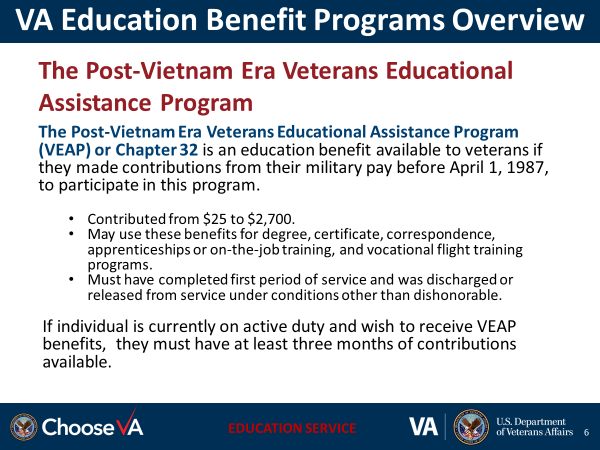 VA Education Benefit Programs Overview
The Post-Vietnam Era Veterans Educational
Assistance Program
The Post-Vietnam Era Veterans Educational Assistance Program
(VEAP) or Chapter 32 is an education benefit available to veterans if
they made contributions from their military pay before April 1, 1987,
to participate in this program.
• Contributed from $25 to $2,700.
• May use these benefits for degree, certificate, correspondence,
apprenticeships or on-the-job training, and vocational flight training
programs.
• Must have completed first period of service and was discharged or
released from service under conditions other than dishonorable.
If individual is currently on active duty and wish to receive VEAP
benefits, they must have at least three months of contributions
available.
ChooseVA
EDUCATION SERVICE
VA
U.S. Department
of Veterans Affairs
6